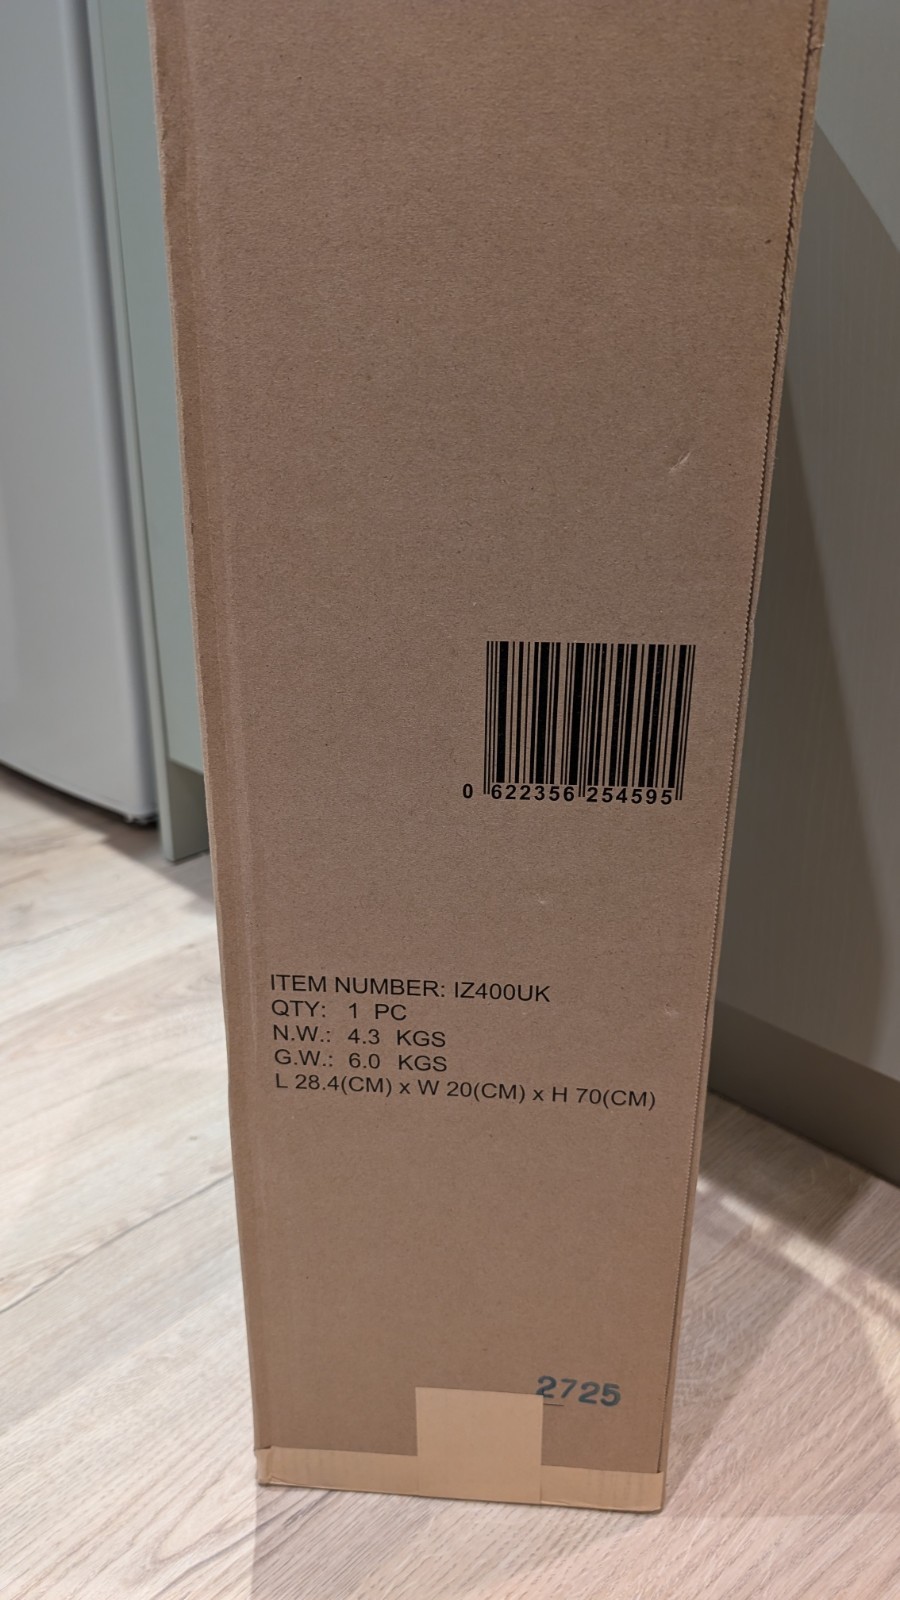 0 622356 254595
ITEM NUMBER: IZ400UK
QTY: 1 PC
N.W.: 4.3 KGS
G.W.: 6.0 KGS
L 28.4(CM) x W 20(CM) x H 70(CM)
2725